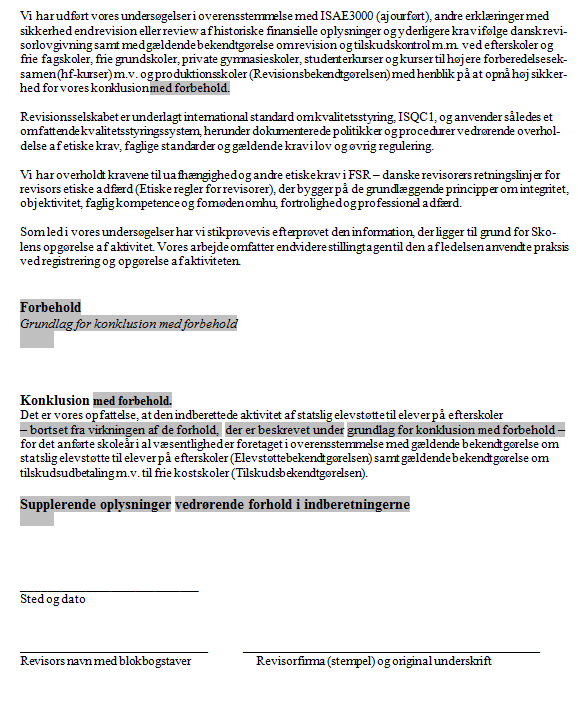 Vi har udført vores undersøgelser i overensstemmelse med ISAE3000 (ajourført), andre erklæringer med
sikkerhed end revision eller review af historiske finansielle oplysninger og yderligere krav ifølge dansk revi-
sorlovgivning samt med gældende bekendtgørelse om revision og tilskudskontrol m.m. ved efterskoler og
frie fagskoler, frie grundskoler, private gymnasieskoler, studenterkurser og kurser til højere forberedelsesek-
samen (hf-kurser) m.v. og produktionsskoler (Revisionsbekendtgørelsen) med henblik på at opnå høj sikker-
hed for vores konklusion med forbehold.
Revisionsselskabet er underlagt international standard om kvalitetsstyring, ISQC1, og anvender således et
omfattende kvalitetsstyringssystem, herunder dokumenterede politikker og procedurer vedrørende overhol-
delse af etiske krav, faglige standarder og gældende krav i lov og øvrig regulering.
Vi har overholdt kravene til uafhængighed og andre etiske krav i FSR – danske revisorers retningslinjer for
revisors etiske adfærd (Etiske regler for revisorer), der bygger på de grundlæggende principper om integritet,
objektivitet, faglig kompetence og fornøden omhu, fortrolighed og professionel adfærd.
Som led i vores undersøgelser har vi stikprøvevis efterprøvet den information, der ligger til grund for Sko-
lens opgørelse af aktivitet. Vores arbejde omfatter endvidere stillingtagen til den af ledelsen anvendte praksis
ved registrering og opgørelse af aktiviteten.
Forbehold
Grundlag for konklusion med forbehold
Konklusion med forbehold.
Det er vores opfattelse, at den indberettede aktivitet af statslig elevstøtte til elever på efterskoler
– bortset fra virkningen af de forhold, der er beskrevet under grundlag for konklusion med forbehold –
for det anførte skoleår i al væsentlighed er foretaget i overensstemmelse med gældende bekendtgørelse om
statslig elevstøtte til elever på efterskoler (Elevstøttebekendtgørelsen) samt gældende bekendtgørelse om
tilskudsudbetaling m.v. til frie kostskoler (Tilskudsbekendtgørelsen).
Supplerende oplysninger vedrørende forhold i indberetningerne
Sted og dato
Revisors navn med blokbogstaver Revisorfirma (stempel) og original underskrift